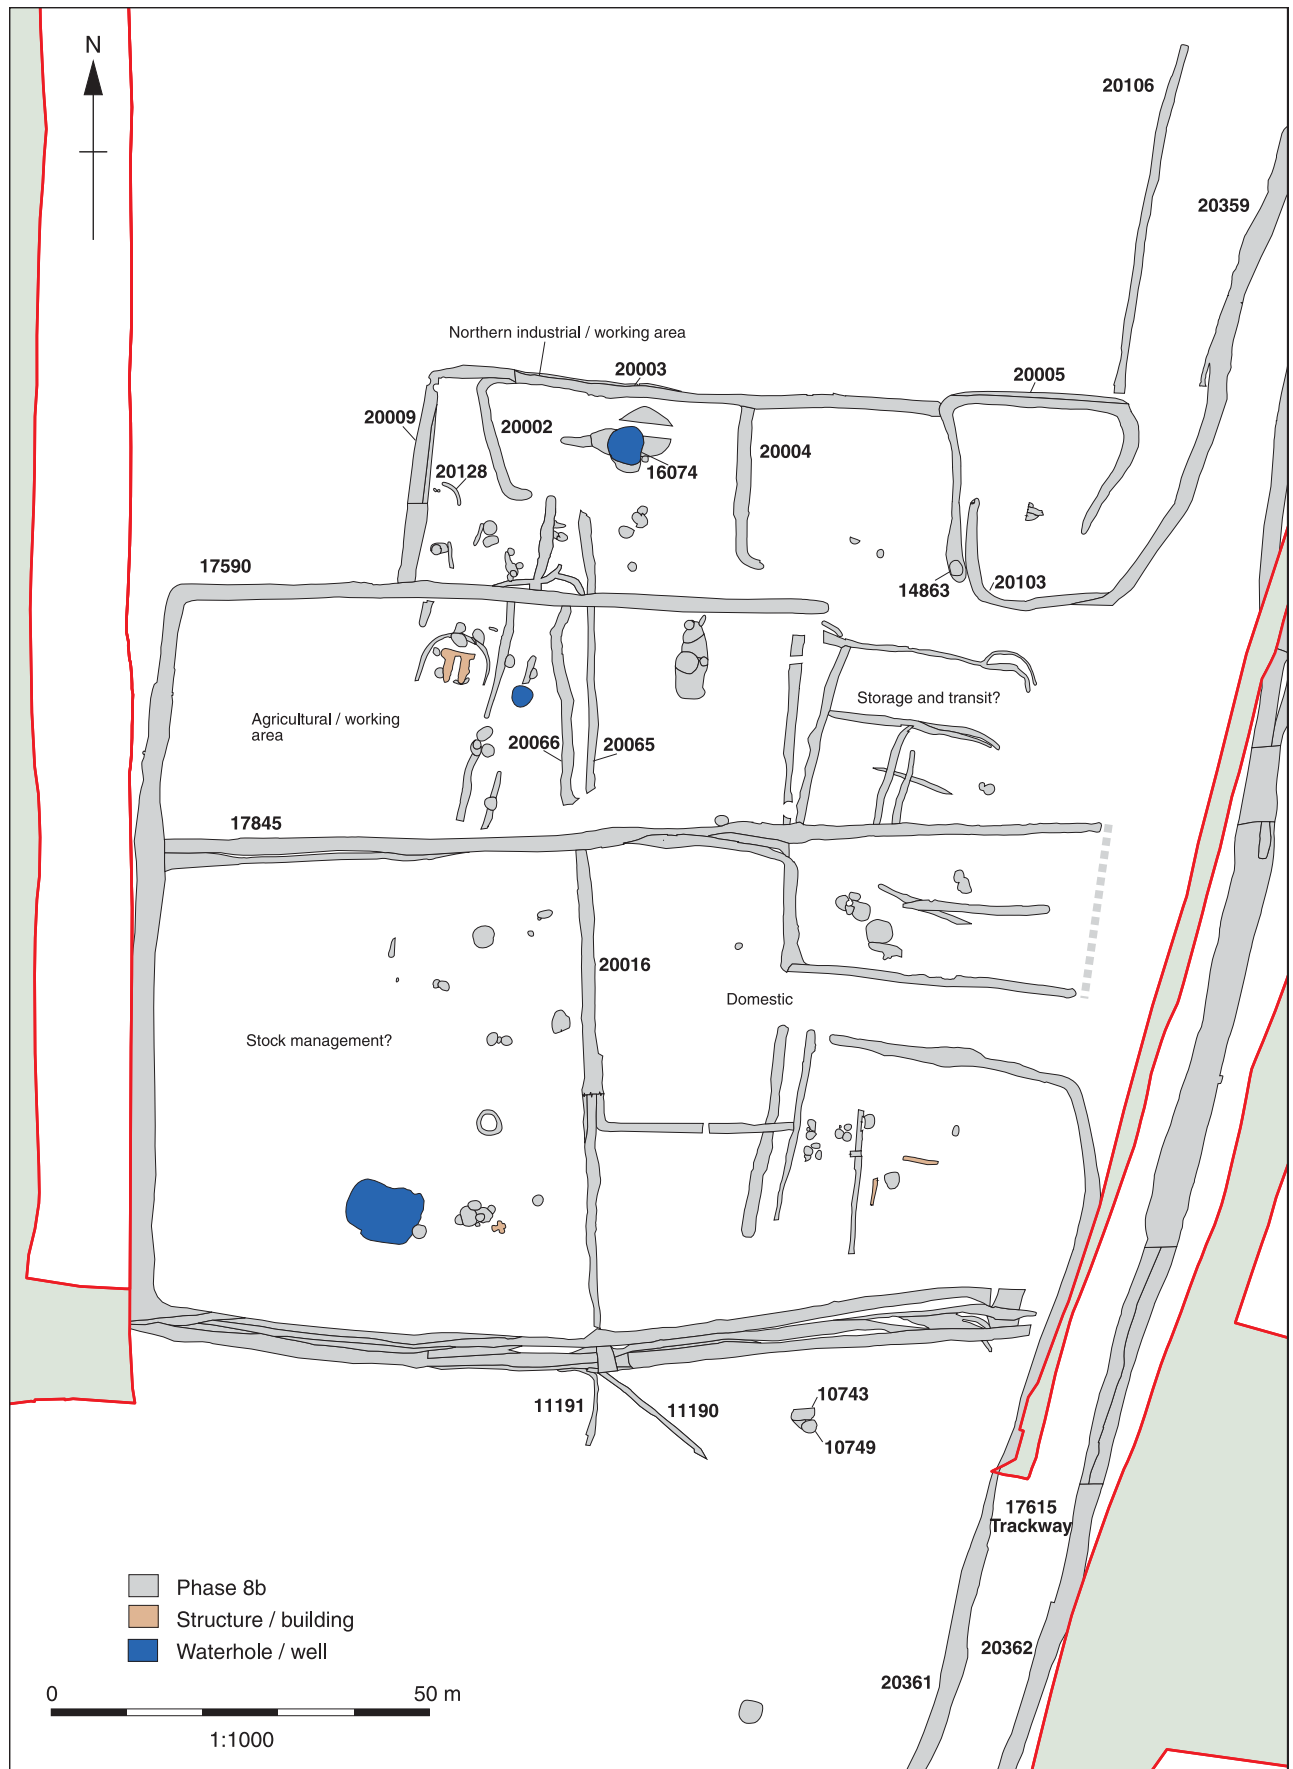 N
20106
20359
Northern industrial / working area
20003
20005
20009
20002
20004
20128
16074
17590
14863
20103
Storage and transit?
Agricultural / working
area
20066
20065
17845
20016
Domestic
Stock management?
11191
11190
10743
10749
17615
Trackway
Phase 8b
Structure / building
Waterhole / well
20362
20361
0
50 m
1:1000